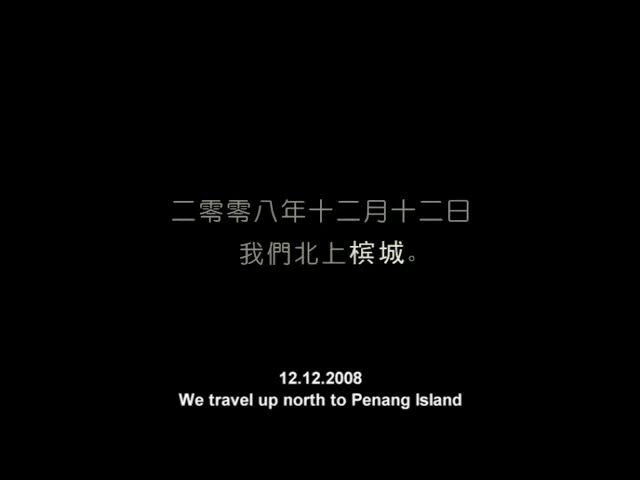 二零零八年十二月十二日
我們北上槟城。
12.12.2008
We travel up north to Penang Island